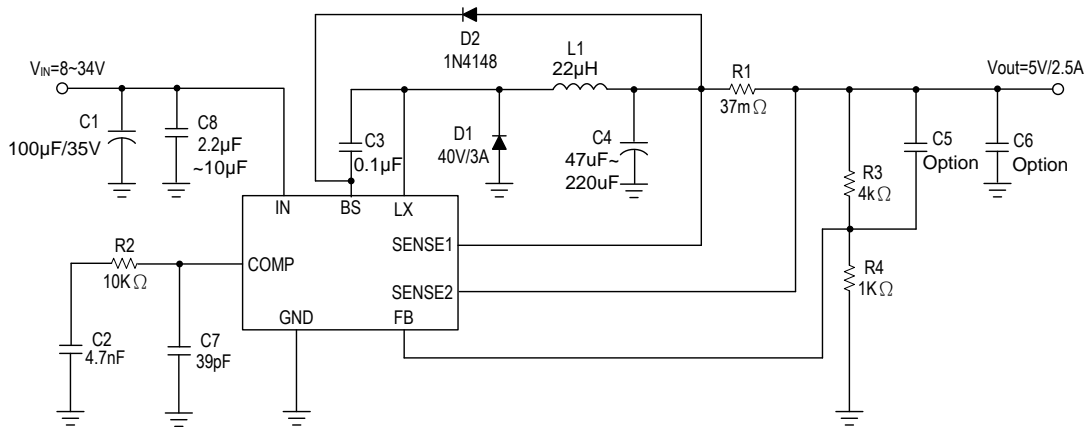 D2
1N4148
VIN=8~34V
L1
22µH
R1
37mΩ
Vout=5V/2.5A
C1
100µF/35V
C8
2.2µF
~10µF
C3
0.1µF
D1
40V/3A
C4
47uF~
220uF
C5
Option
C6
Option
R3
4kΩ
IN
BS
LX
SENSE1
R2
10KΩ
COMP
SENSE2
R4
1KΩ
GND
FB
C2
4.7nF
C7
39pF